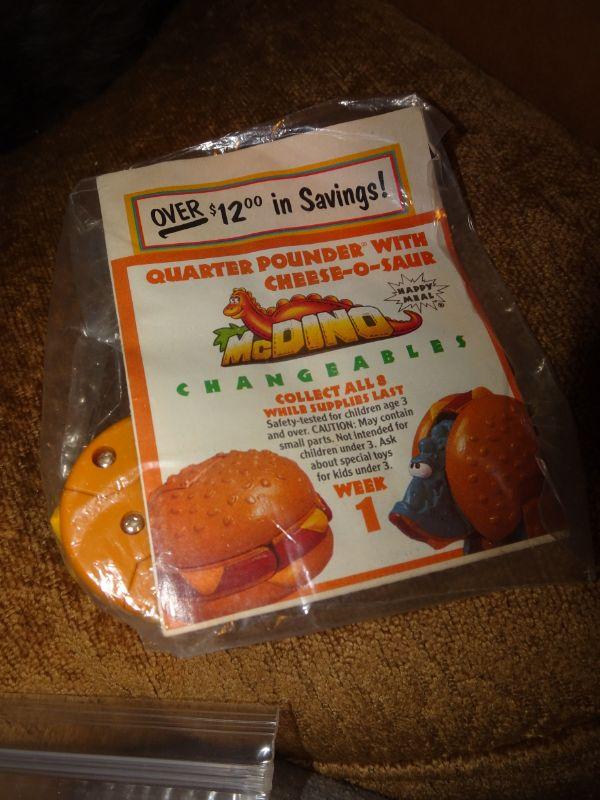 OVER $12⁰⁰ in Savings!
QUARTER POUNDER® WITH
CHEESE-O-SAUR
HAPPY
MEAL®
McDINO
CHANGEABLES
COLLECT ALL 8
WHILE SUPPLIES LAST
Safety-tested for children age 3
and over. CAUTION: May contain
small parts. Not intended for
children under 3. Ask
about special toys
for kids under 3.
WEEK
1